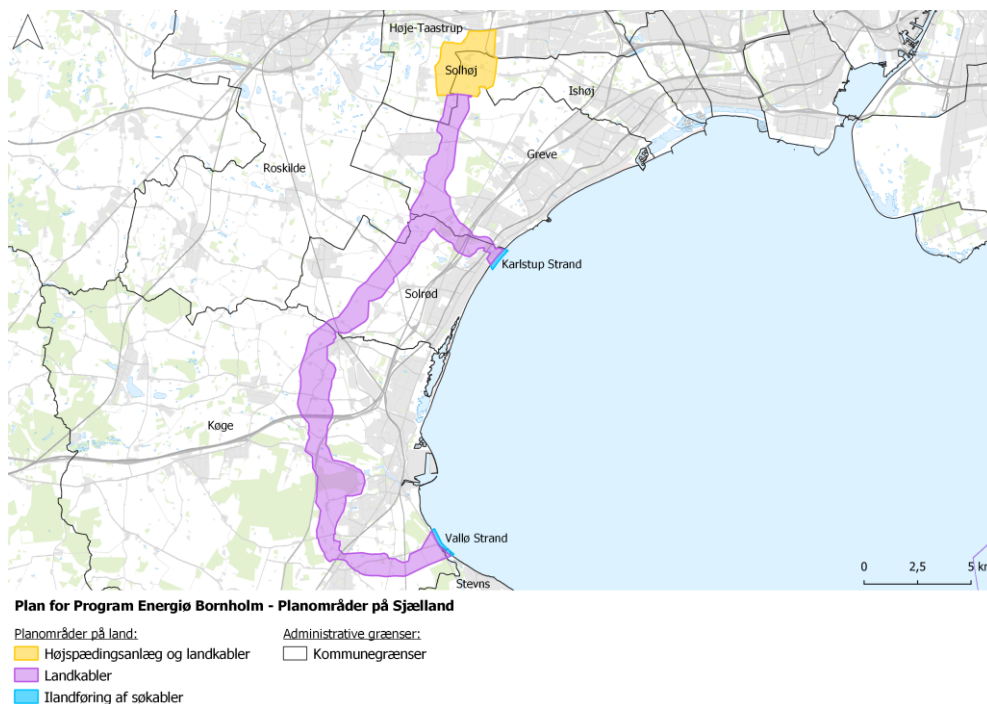 Høje-Taastrup
Solhøj
Ishøj
Greve
Roskilde
Karlstup Strand
Solrød
Køge
Vallø Strand
Stevns
0 2,5 5 km
Plan for Program Energiø Bornholm - Planområder på Sjælland
Planområder på land: Administrative grænser:
Højspædingsanlæg og landkabler Kommunegrænser
Landkabler
Ilandføring af søkabler